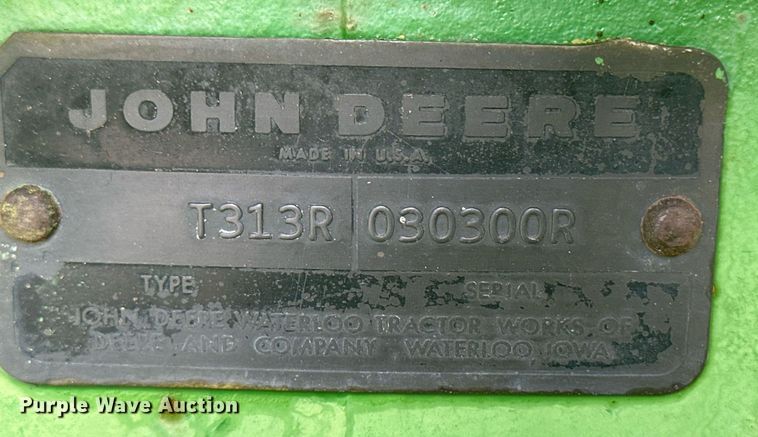 JOHN DEERE
MADE IN U.S.A.
T313R 030300R
TYPE SERIAL
JOHN DEERE WATERLOO TRACTOR WORKS OF
DEERE AND COMPANY WATERLOO, IOWA
Purple Wave Auction